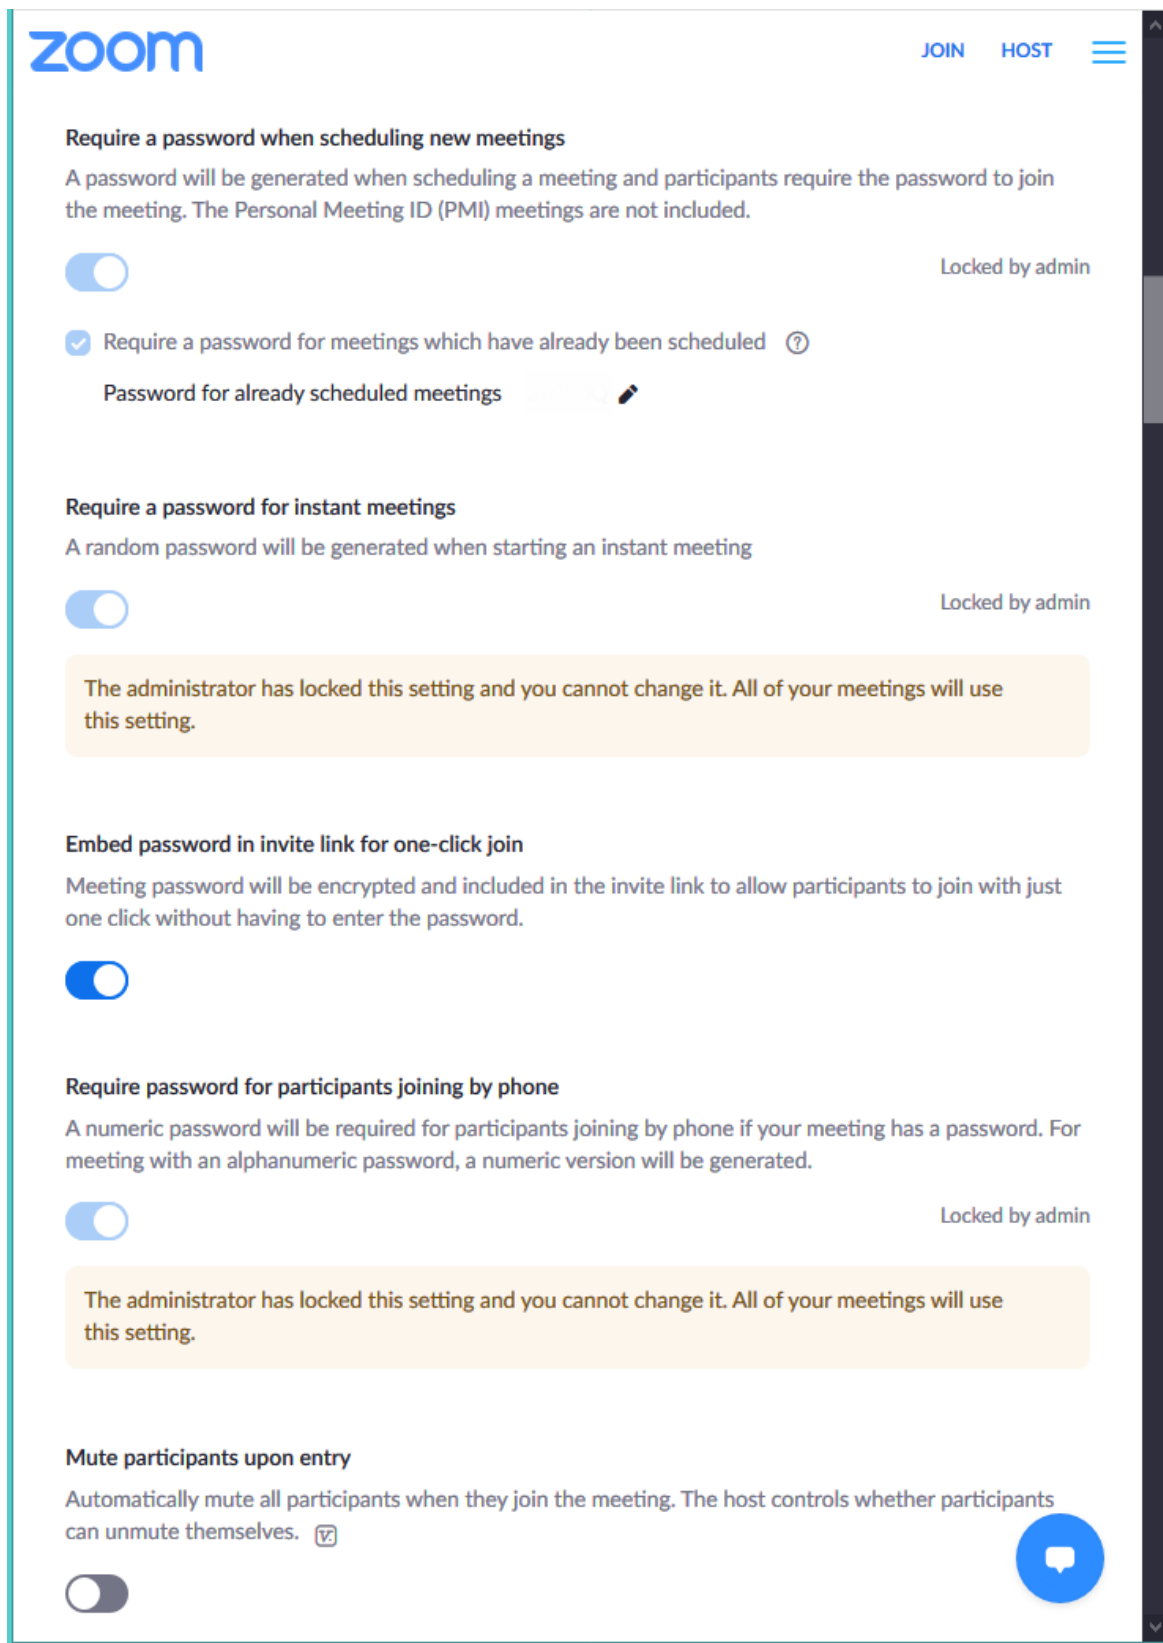 zoom
JOIN HOST
Require a password when scheduling new meetings
A password will be generated when scheduling a meeting and participants require the password to join
the meeting. The Personal Meeting ID (PMI) meetings are not included.
Locked by admin
Require a password for meetings which have already been scheduled ?
Password for already scheduled meetings
Require a password for instant meetings
A random password will be generated when starting an instant meeting
Locked by admin
The administrator has locked this setting and you cannot change it. All of your meetings will use
this setting.
Embed password in invite link for one-click join
Meeting password will be encrypted and included in the invite link to allow participants to join with just
one click without having to enter the password.
Require password for participants joining by phone
A numeric password will be required for participants joining by phone if your meeting has a password. For
meeting with an alphanumeric password, a numeric version will be generated.
Locked by admin
The administrator has locked this setting and you cannot change it. All of your meetings will use
this setting.
Mute participants upon entry
Automatically mute all participants when they join the meeting. The host controls whether participants
can unmute themselves.